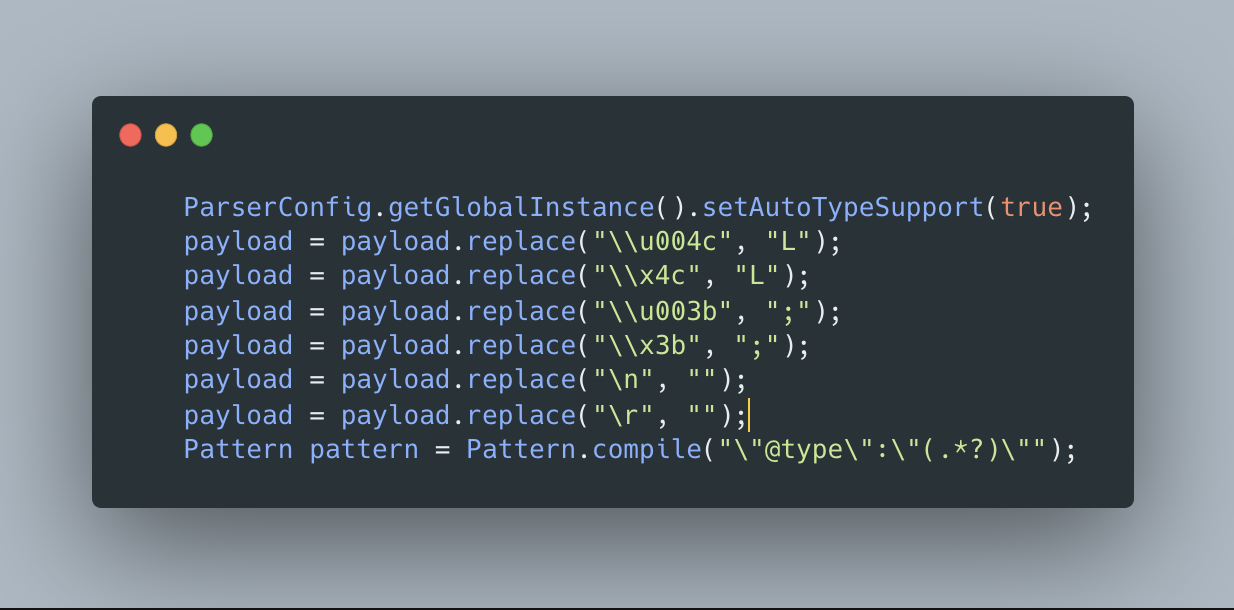 ParserConfig.getGlobalInstance().setAutoTypeSupport(true);
payload = payload.replace("\\u004c", "L");
payload = payload.replace("\\x4c", "L");
payload = payload.replace("\\u003b", ";");
payload = payload.replace("\\x3b", ";");
payload = payload.replace("\n", "");
payload = payload.replace("\r", "");
Pattern pattern = Pattern.compile("\"@type\":\"(.*?)\"");